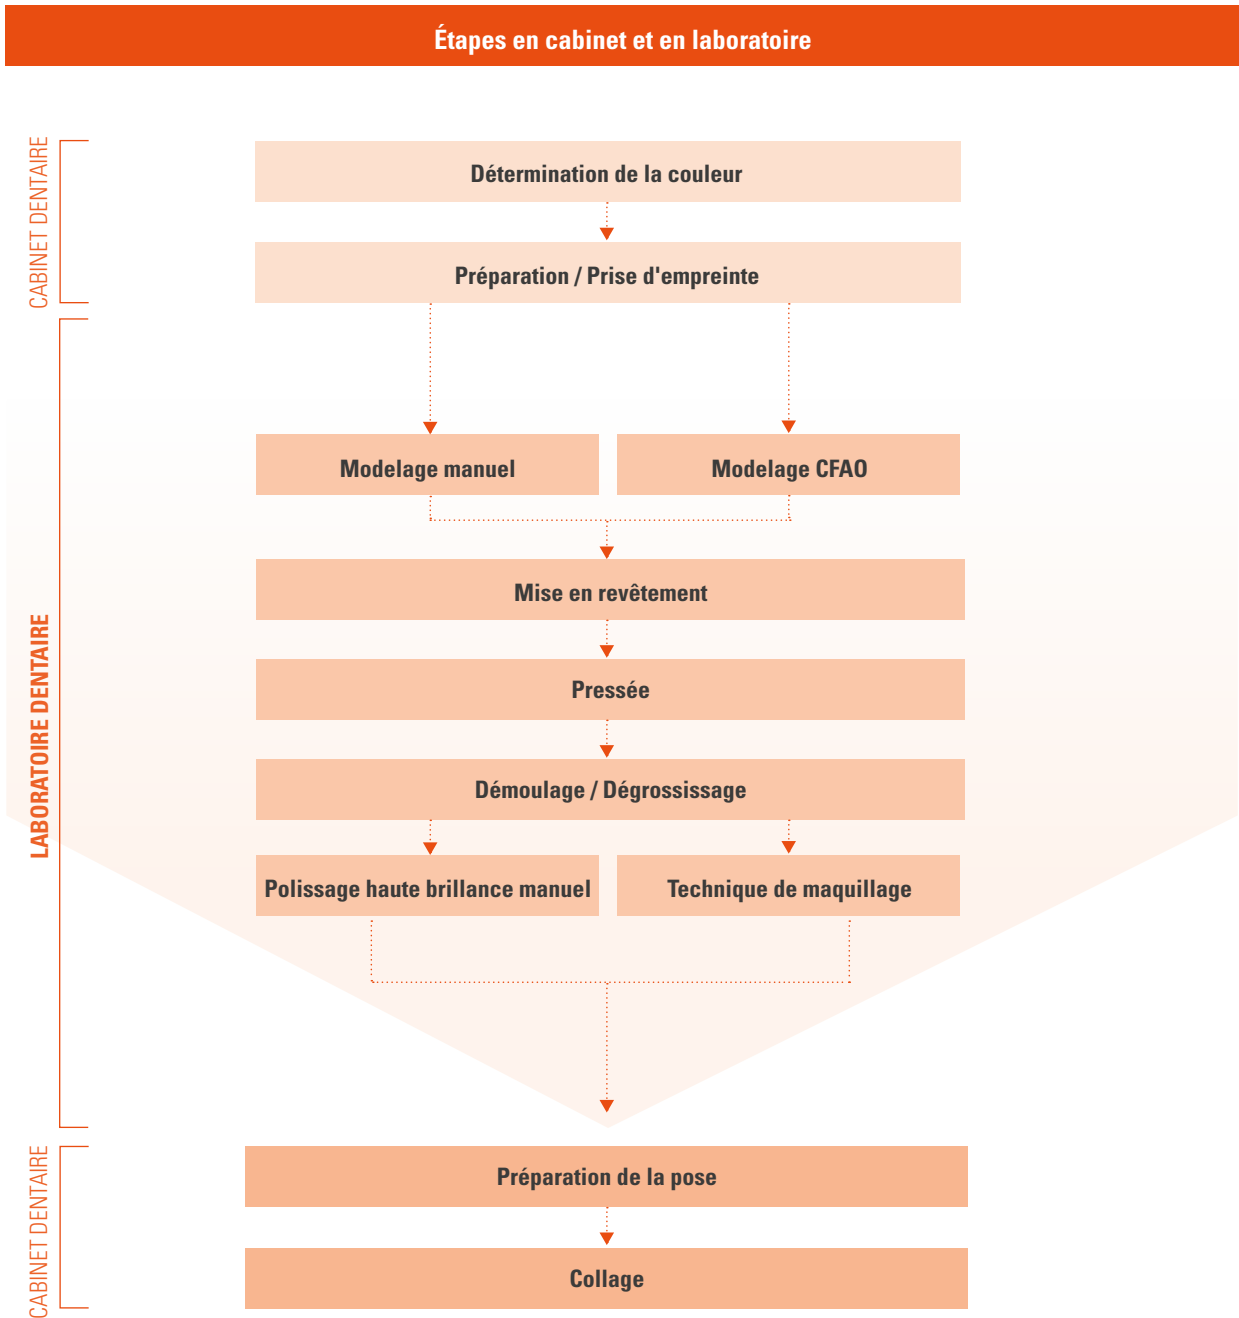 Étapes en cabinet et en laboratoire
CABINET DENTAIRE
Détermination de la couleur
Préparation / Prise d'empreinte
LABORATOIRE DENTAIRE
Modelage manuel
Modelage CFAO
Mise en revêtement
Pressée
Démoulage / Dégrossissage
Polissage haute brillance manuel
Technique de maquillage
CABINET DENTAIRE
Préparation de la pose
Collage